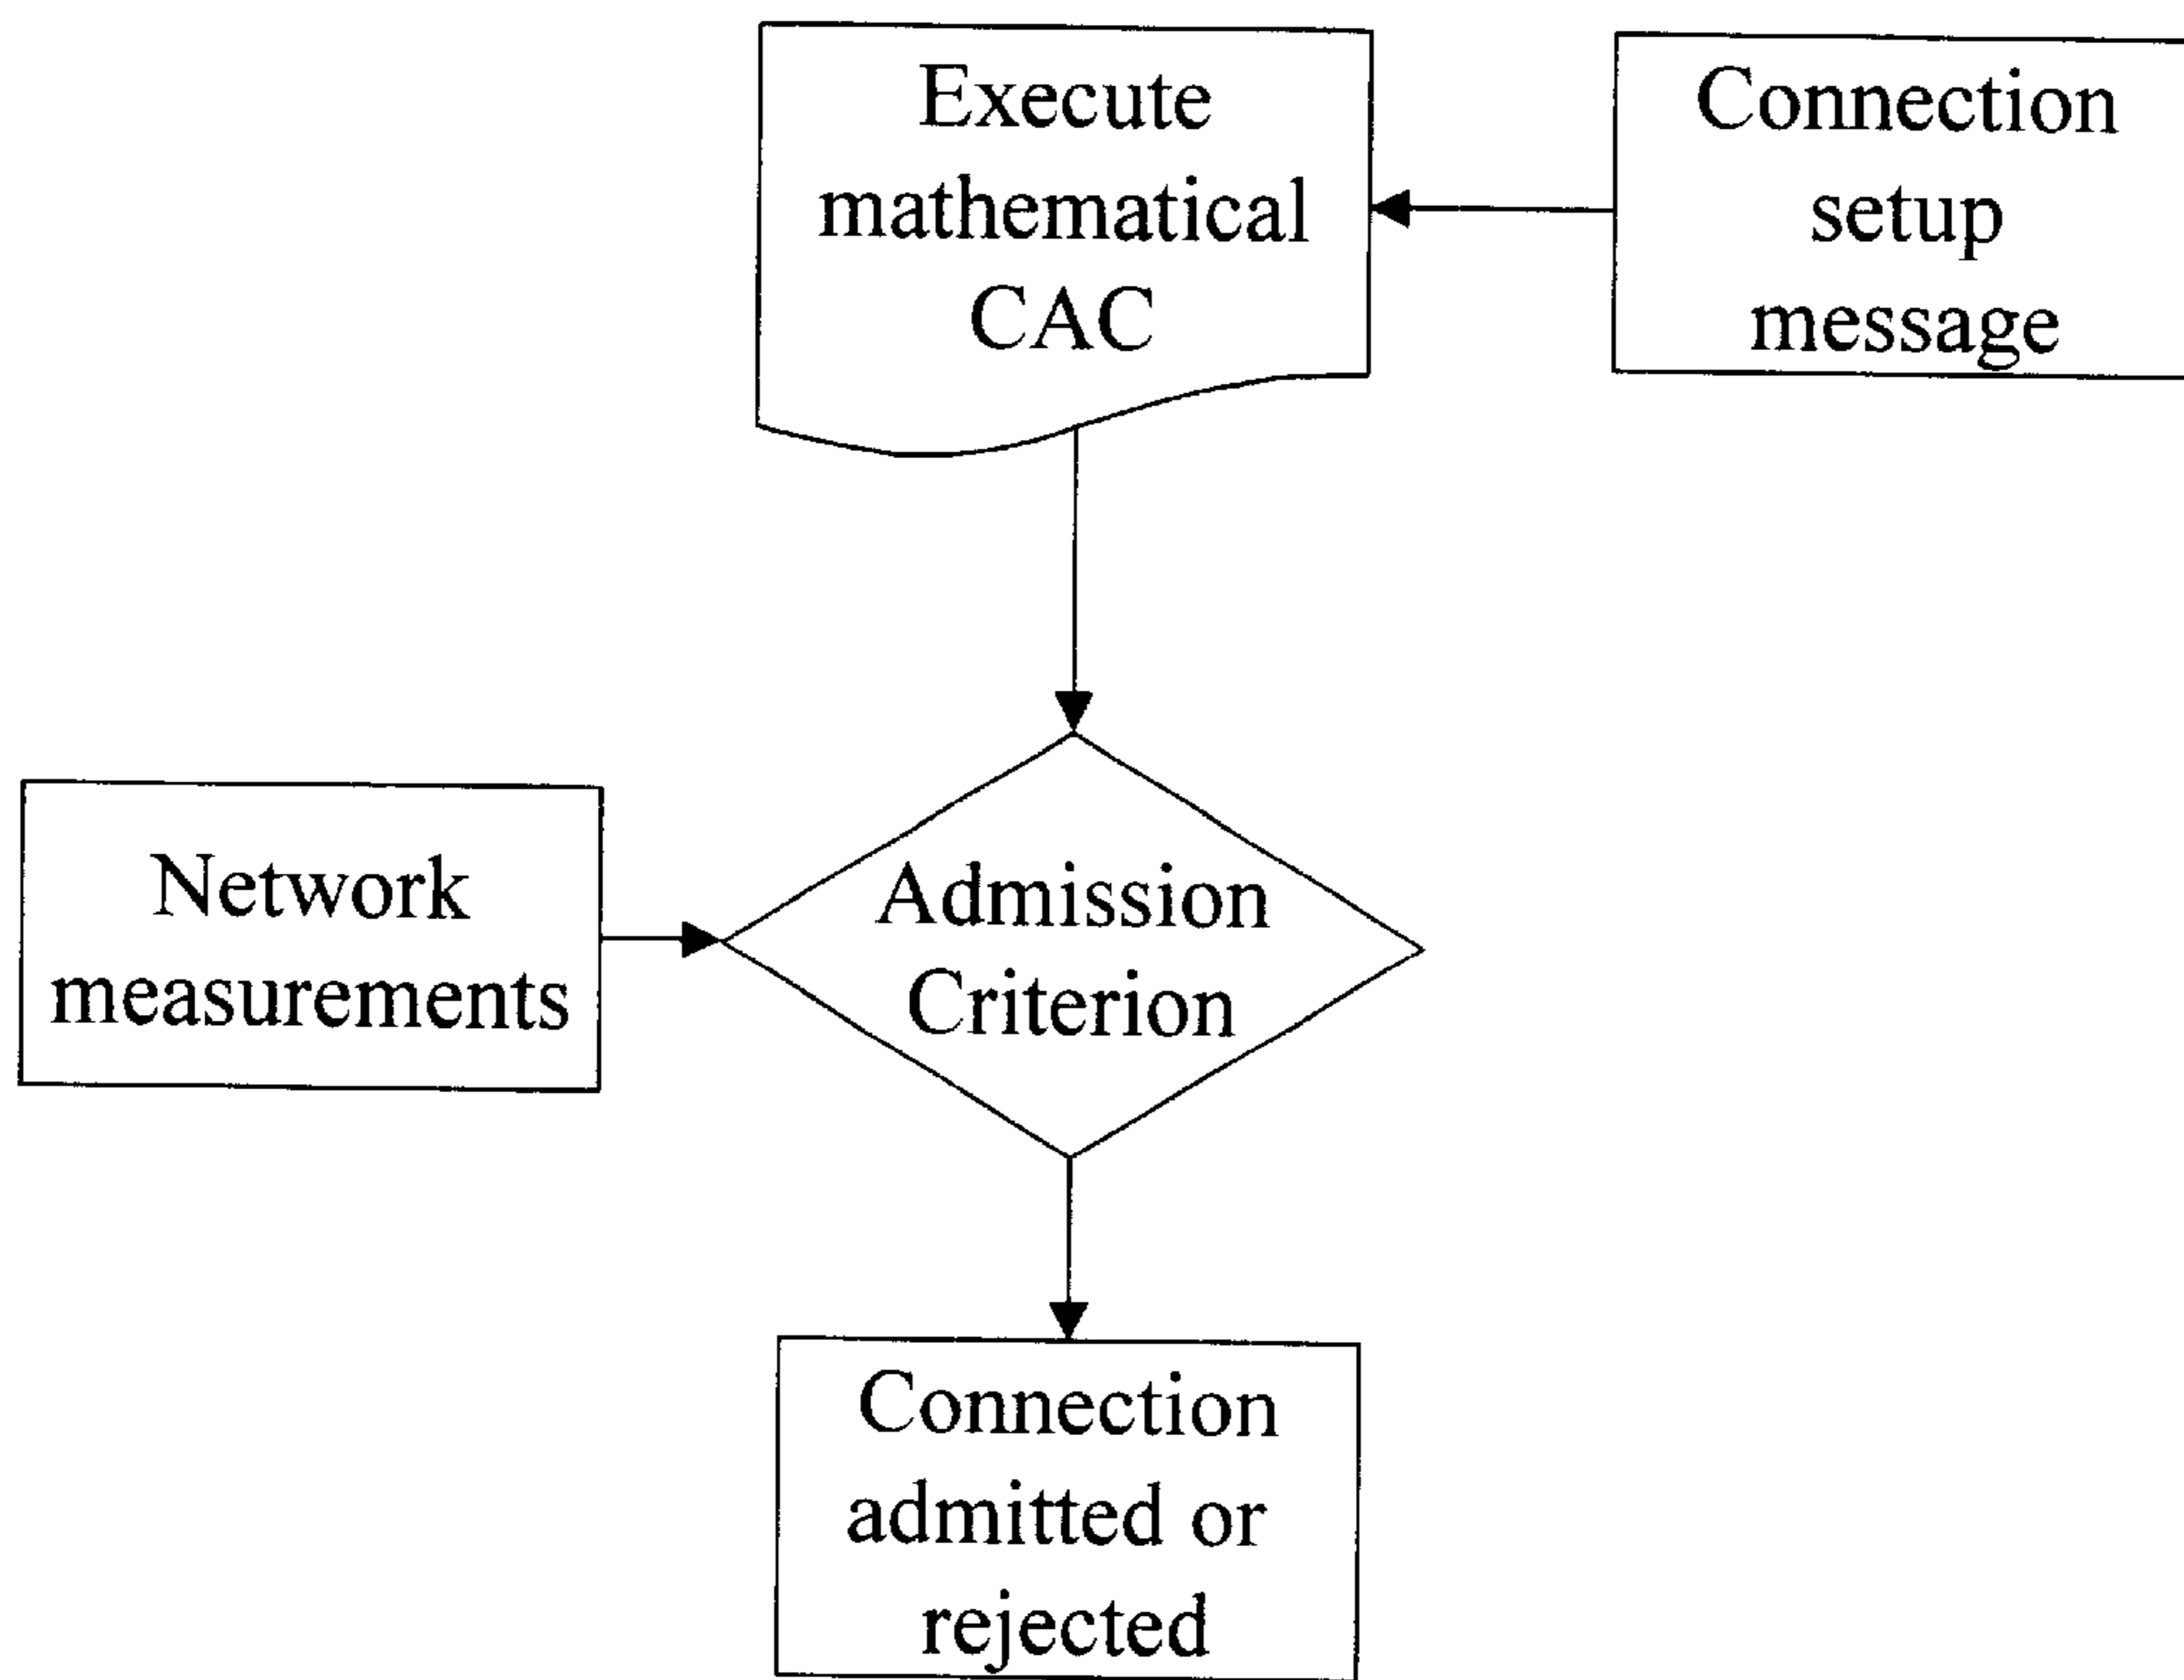 Execute
mathematical
CAC
Connection
setup
message
Network
measurements
Admission
Criterion
Connection
admitted or
rejected